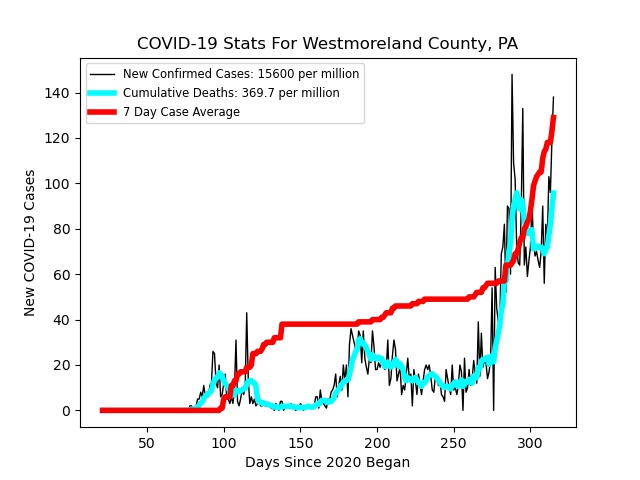 COVID-19 Stats For Westmoreland County, PA
New Confirmed Cases: 15600 per million
Cumulative Deaths: 369.7 per million
7 Day Case Average
New COVID-19 Cases
140
120
100
80
60
40
20
0
50 100 150 200 250 300
Days Since 2020 Began